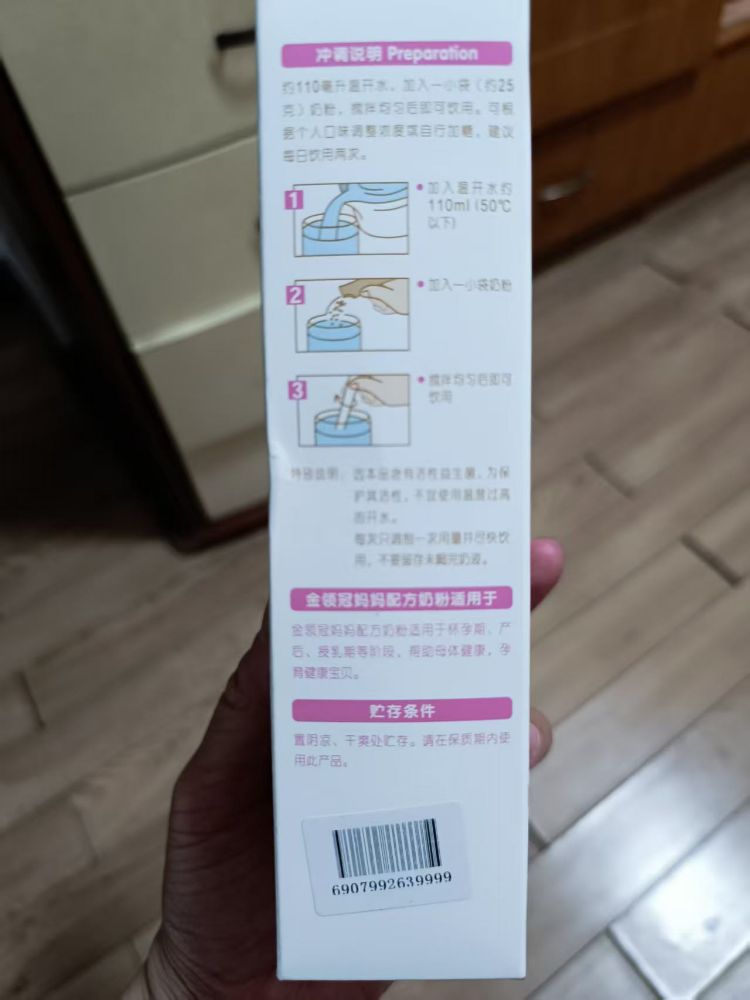 冲调说明 Preparation
约110毫升温开水，加入一小袋（约25
克）奶粉，搅拌均匀后即可饮用。可根
据个人口味调整浓度或自行加糖。建议
每日饮用两次。
1
•加入温开水约
110ml(50℃
以下)
2
•加入一小袋奶粉
3
•搅拌均匀后即可
饮用
特别说明：因本品含有活性益生菌，为保
护其活性，不宜使用温度过高
的开水。
每次只调制一次用量并尽快饮
用，不要留存未喝完奶液。
金领冠妈妈配方奶粉适用于
金领冠妈妈配方奶粉适用于怀孕期、产
后、授乳期等阶段，帮助母体健康，孕
育健康宝贝。
贮存条件
置阴凉、干爽处贮存。请在保质期内使
用此产品。
6907992639999